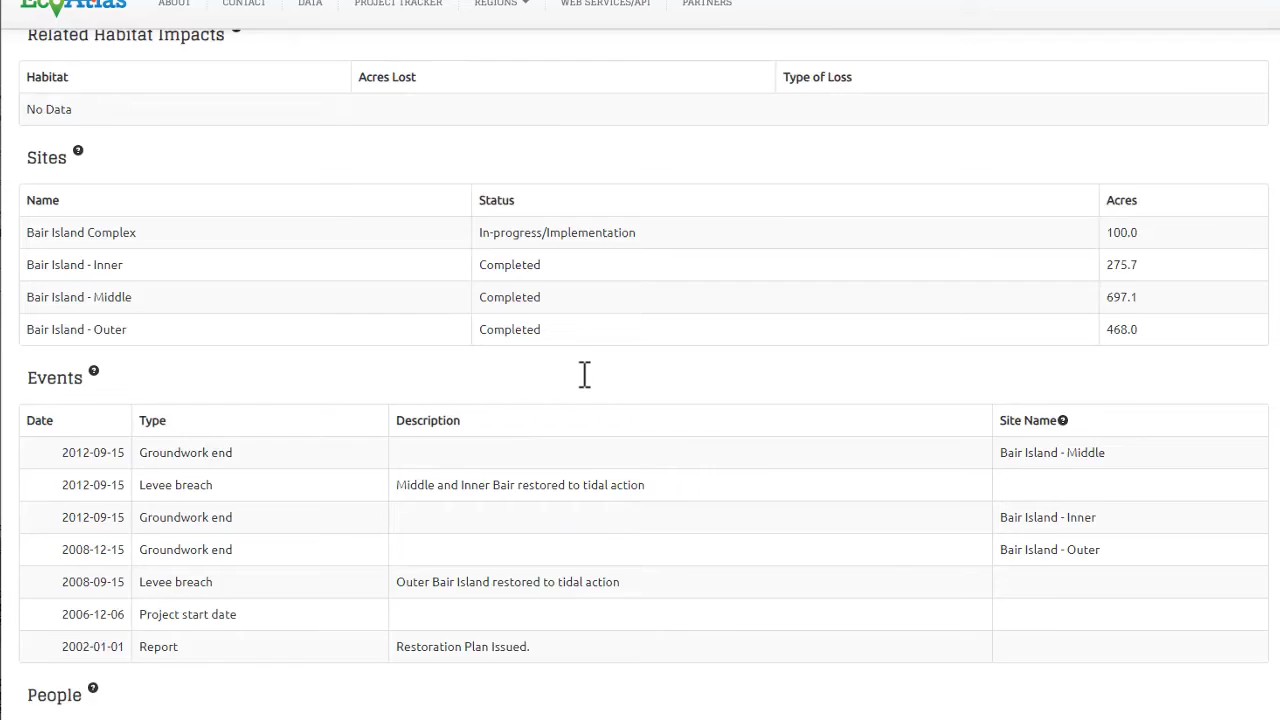 EcoAtlas ABOUT CONTACT DATA PROJECT TRACKER REGIONS WEB SERVICES/API PARTNERS
Related Habitat Impacts
Habitat Acres Lost Type of Loss
No Data
Sites ?
Name Status Acres
Bair Island Complex In-progress/Implementation 100.0
Bair Island - Inner Completed 275.7
Bair Island - Middle Completed 697.1
Bair Island - Outer Completed 468.0
Events ?
Date Type Description Site Name ?
2012-09-15 Groundwork end Bair Island - Middle
2012-09-15 Levee breach Middle and Inner Bair restored to tidal action
2012-09-15 Groundwork end Bair Island - Inner
2008-12-15 Groundwork end Bair Island - Outer
2008-09-15 Levee breach Outer Bair Island restored to tidal action
2006-12-06 Project start date
2002-01-01 Report Restoration Plan Issued.
People ?